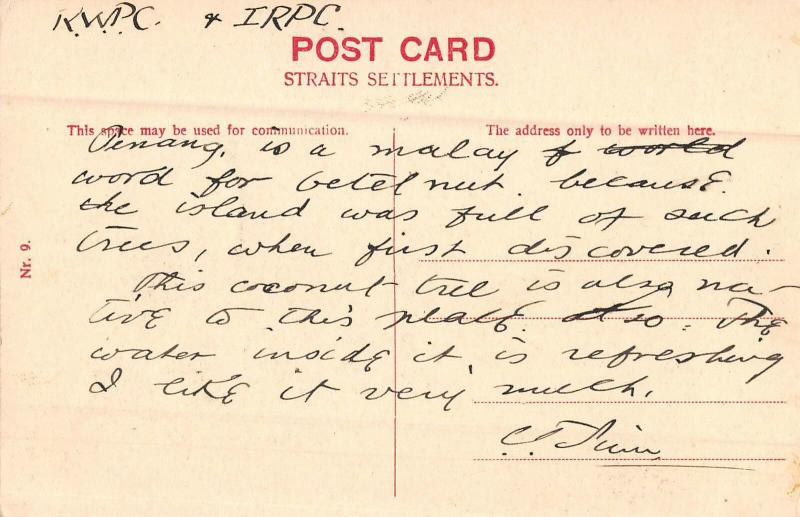 K.W.P.C. & I.R.P.C.
POST CARD
STRAITS SETTLEMENTS.
This space may be used for communication.
The address only to be written here.
Penang, is a malay f world
word for betel nut. because.
the island was full of such
trees, when first discovered.
This coconut tree is also na-
tive to this place. also. The
water inside it is refreshing
I like it very much.
Nr. 9.